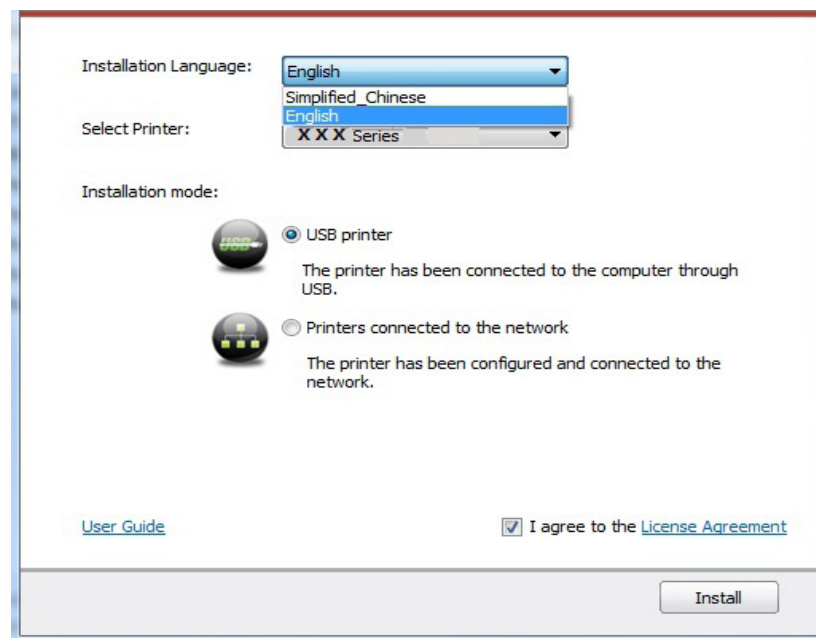 Installation Language:
English
Simplified_Chinese
English
Select Printer:
X X X Series
Installation mode:
USB
USB printer
The printer has been connected to the computer through
USB.
Printers connected to the network
The printer has been configured and connected to the
network.
User Guide
I agree to the License Agreement
Install